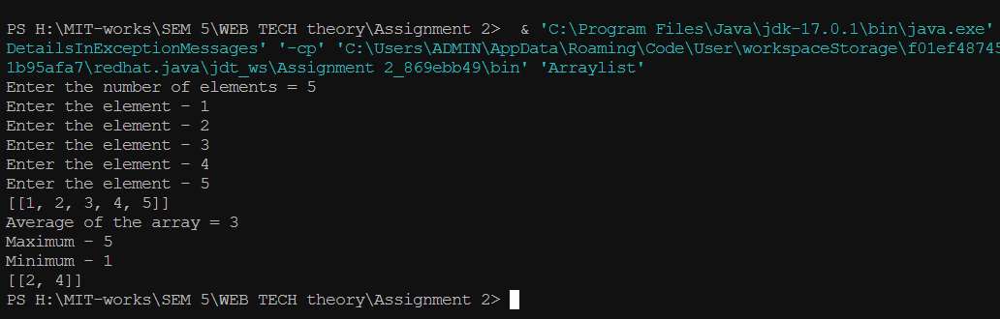 PS H:\MIT-works\SEM 5\WEB TECH theory\Assignment 2>  & 'C:\Program Files\Java\jdk-17.0.1\bin\java.exe'
DetailsInExceptionMessages' '-cp' 'C:\Users\ADMIN\AppData\Roaming\Code\User\workspaceStorage\f01ef48745
1b95afa7\redhat.java\jdt_ws\Assignment 2_869ebb49\bin' 'Arraylist'
Enter the number of elements = 5
Enter the element - 1
Enter the element - 2
Enter the element - 3
Enter the element - 4
Enter the element - 5
[[1, 2, 3, 4, 5]]
Average of the array = 3
Maximum - 5
Minimum - 1
[[2, 4]]
PS H:\MIT-works\SEM 5\WEB TECH theory\Assignment 2>